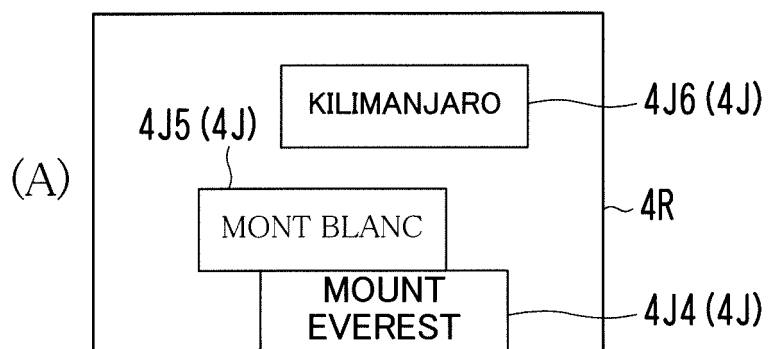 KILIMANJARO
4J6 (4J)
4J5 (4J)
(A)
MONT BLANC
4R
MOUNT
EVEREST
4J4 (4J)